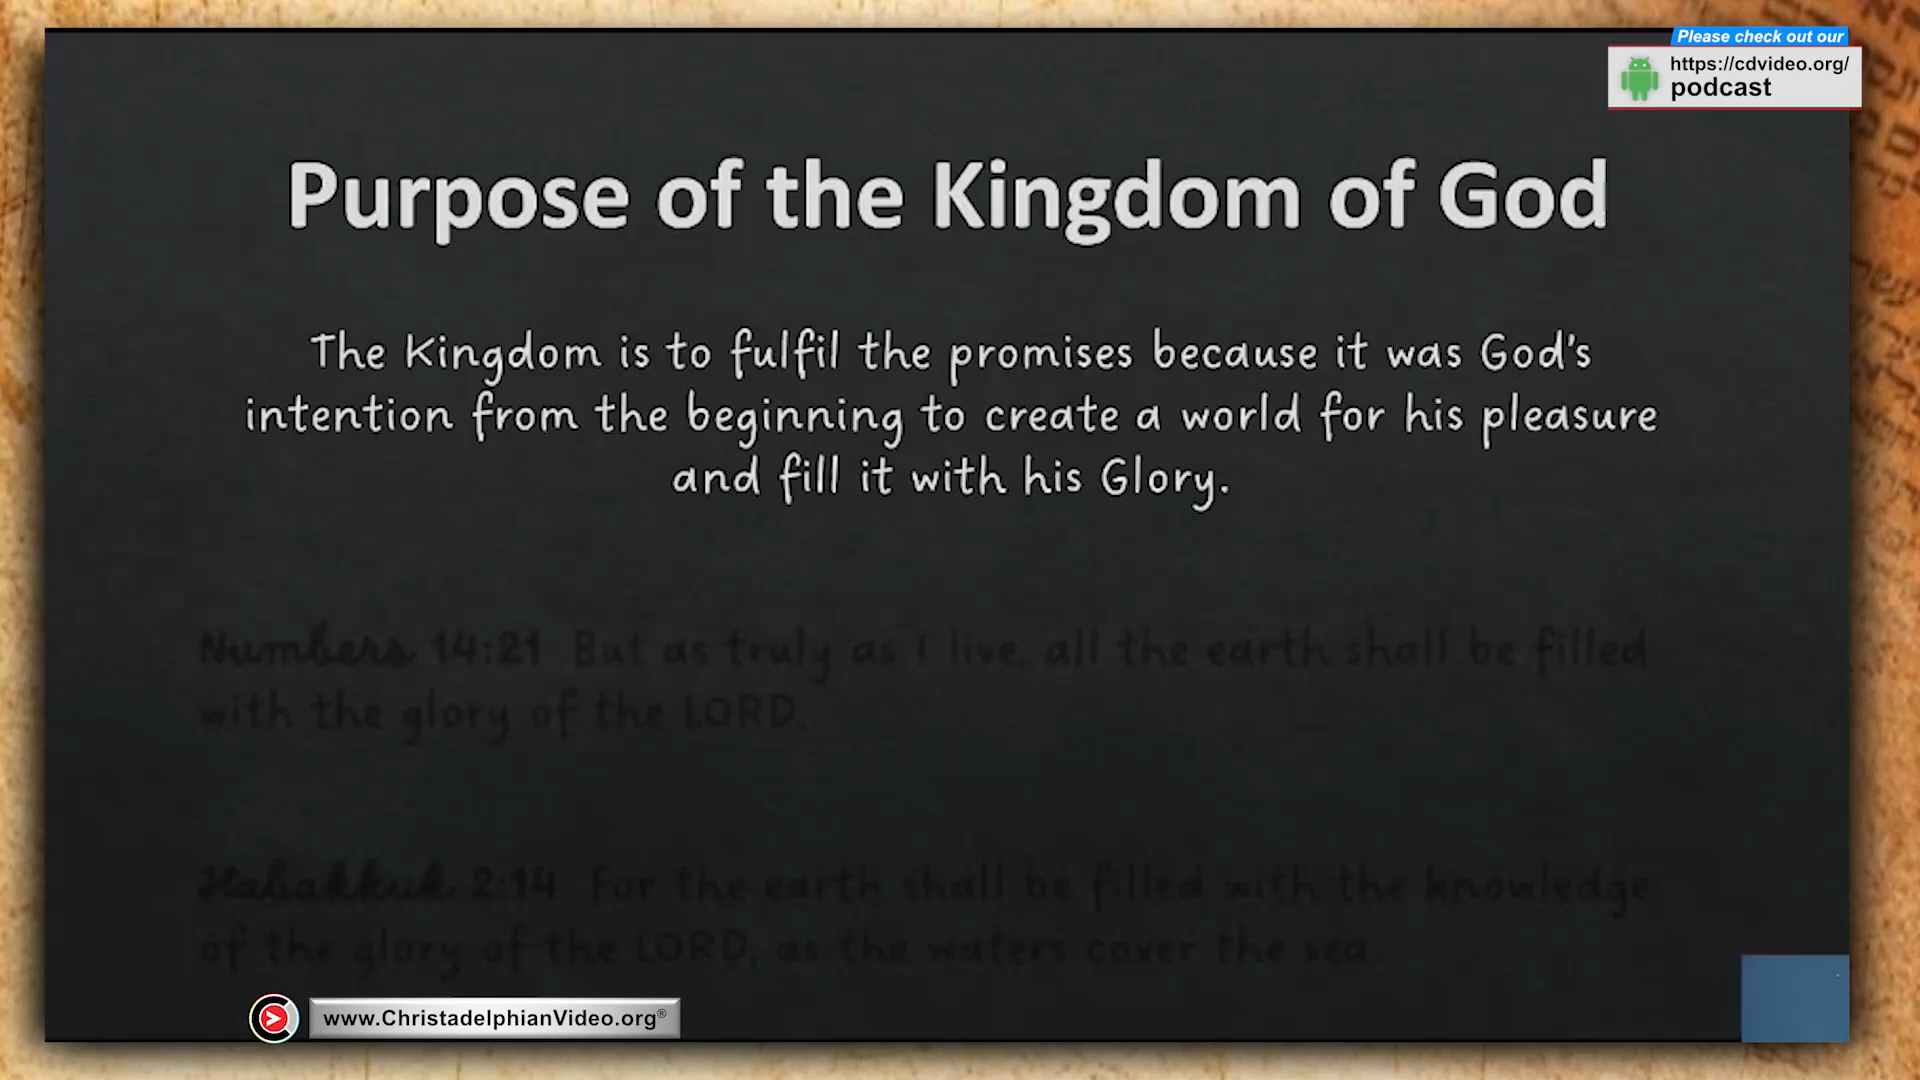 Please check out our
https://cdvideo.org/
podcast
Purpose of the Kingdom of God
The Kingdom is to fulfil the promises because it was God's
intention from the beginning to create a world for his pleasure
and fill it with his Glory.
Numbers 14:21 But as truly as I live, all the earth shall be filled
with the glory of the LORD.
Habakkuk 2:14 For the earth shall be filled with the knowledge
of the glory of the LORD, as the waters cover the sea.
www.ChristadelphianVideo.org®